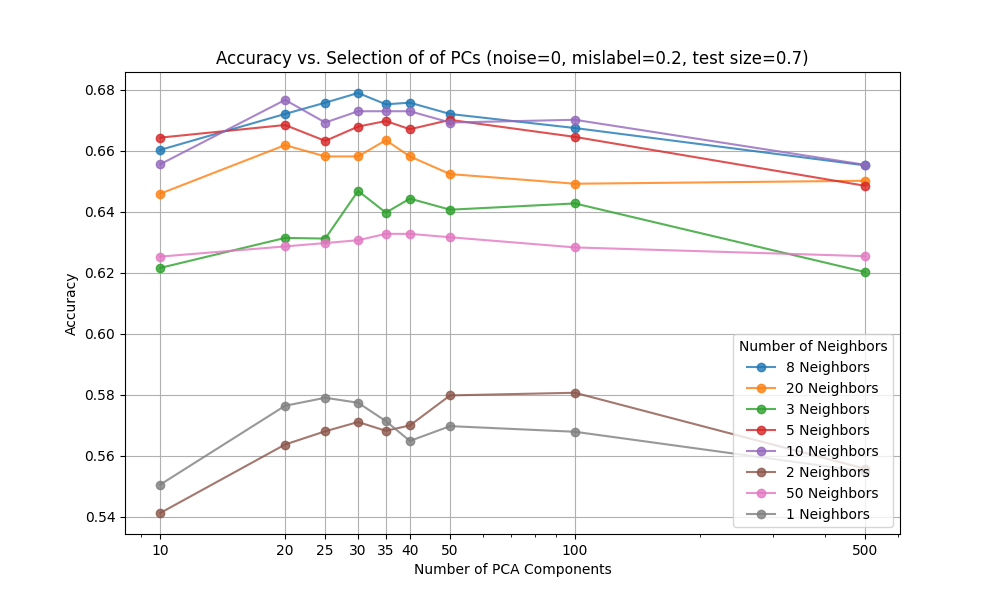 Accuracy vs. Selection of of PCs (noise=0, mislabel=0.2, test size=0.7)
Accuracy
0.68
0.66
0.64
0.62
0.60
0.58
0.56
0.54
Number of Neighbors
8 Neighbors
20 Neighbors
3 Neighbors
5 Neighbors
10 Neighbors
2 Neighbors
50 Neighbors
1 Neighbors
10 20 25 30 35 40 50 100 500
Number of PCA Components